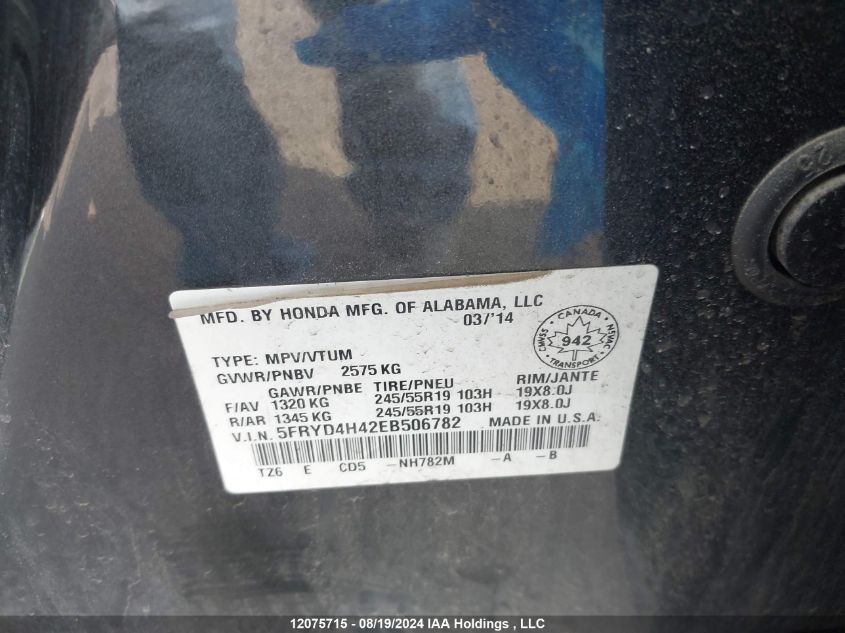 MFD. BY HONDA MFG. OF ALABAMA, LLC
03/'14
CANADA
CMVSS 942 NSVAC
TRANSPORT
TYPE: MPV/VTUM
GVWR/PNBV 2575 KG
GAWR/PNBE TIRE/PNEU RIM/JANTE
F/AV 1320 KG 245/55R19 103H 19X8.0J
R/AR 1345 KG 245/55R19 103H 19X8.0J
V.I.N. 5FRYD4H42EB506782 MADE IN U.S.A.
TZ6 E CD5 -NH782M -A -B
12075715 - 08/19/2024 IAA Holdings , LLC